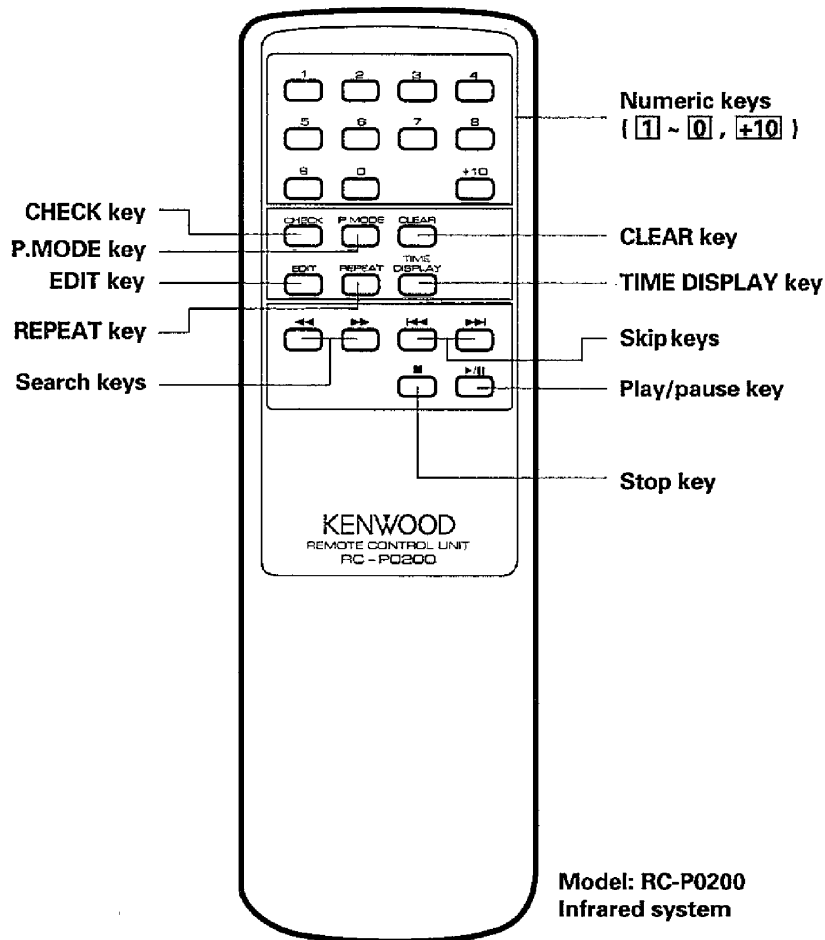 1 2 3 4
5 6 7 8
9 0 +10
CHECK P.MODE CLEAR
EDIT REPEAT TIME DISPLAY
KENWOOD
REMOTE CONTROL UNIT
RC-P0200
CHECK key
P.MODE key
EDIT key
REPEAT key
Search keys
Numeric keys
( 1 ~ 0 , +10 )
CLEAR key
TIME DISPLAY key
Skip keys
Play/pause key
Stop key
Model: RC-P0200
Infrared system